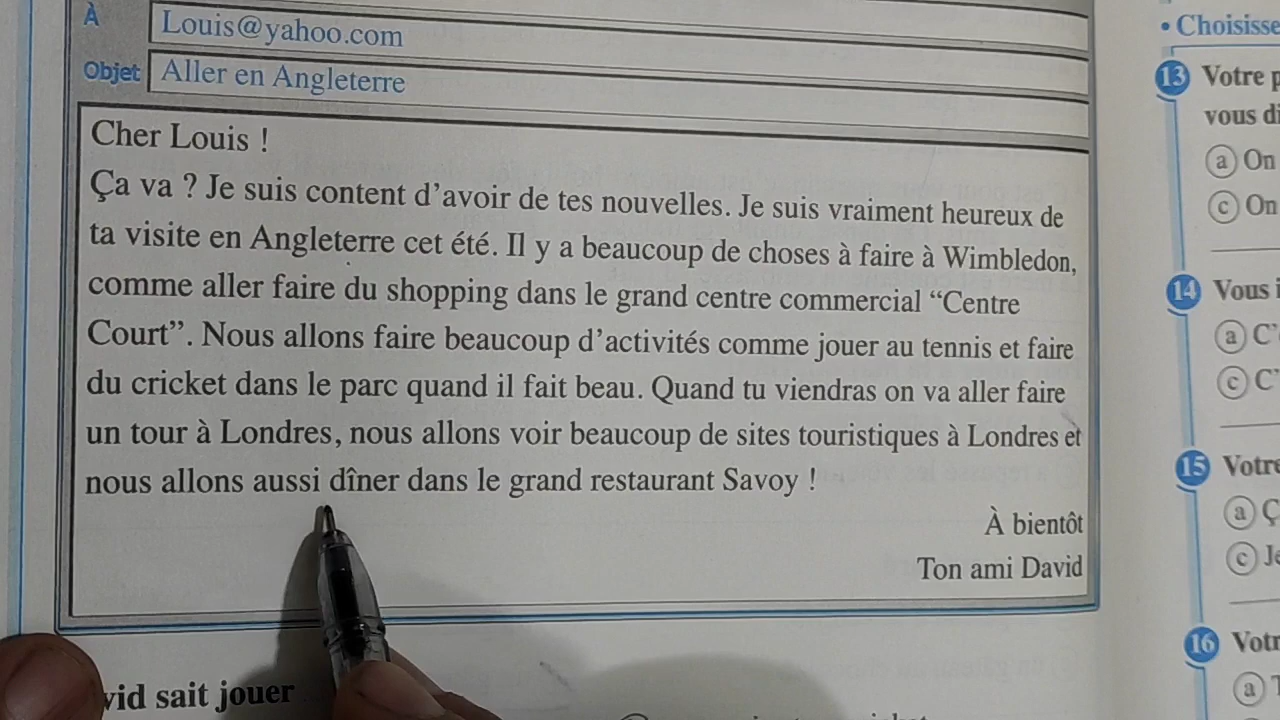 À Louis@yahoo.com
Objet Aller en Angleterre
Cher Louis !
Ça va ? Je suis content d'avoir de tes nouvelles. Je suis vraiment heureux de
ta visite en Angleterre cet été. Il y a beaucoup de choses à faire à Wimbledon,
comme aller faire du shopping dans le grand centre commercial “Centre
Court”. Nous allons faire beaucoup d'activités comme jouer au tennis et faire
du cricket dans le parc quand il fait beau. Quand tu viendras on va aller faire
un tour à Londres, nous allons voir beaucoup de sites touristiques à Londres et
nous allons aussi dîner dans le grand restaurant Savoy !
À bientôt
Ton ami David
sait jouer
• 
13 Votre
vous
a On
c On
14 Vous
a
c
15
a
c
16
a